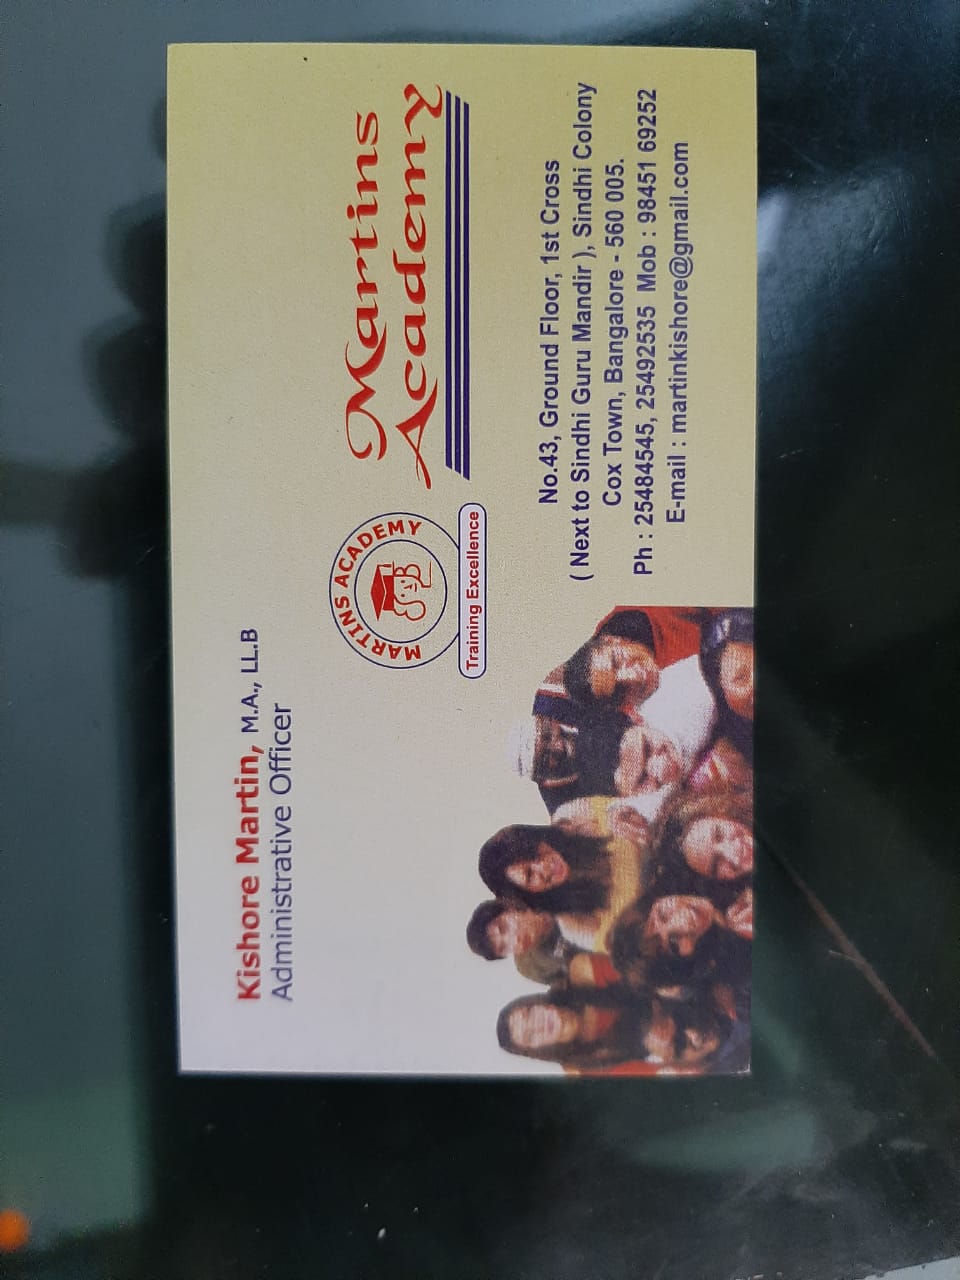 Kishore Martin, M.A., LL.B
Administrative Officer
MARTINS ACADEMY
Training Excellence
Martins
Academy
No.43, Ground Floor, 1st Cross
( Next to Sindhi Guru Mandir ), Sindhi Colony
Cox Town, Bangalore - 560 005.
Ph : 25484545, 25492535 Mob : 98451 69252
E-mail : martinkishore@gmail.com